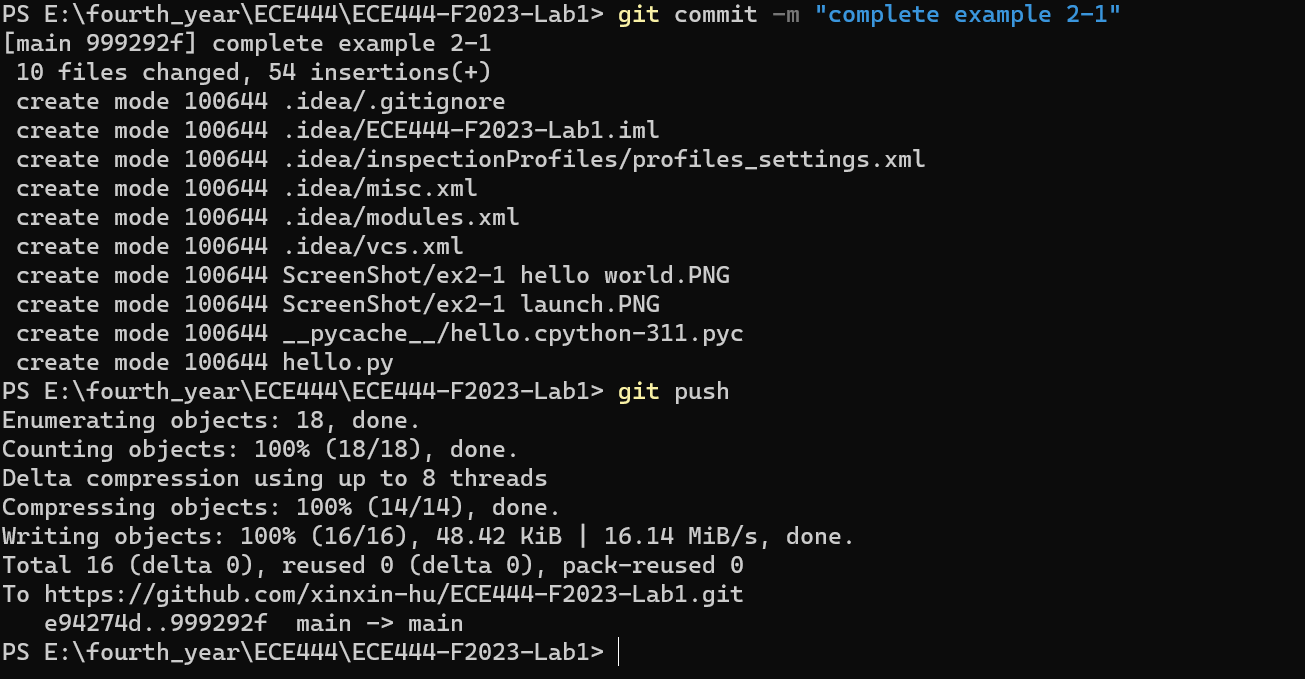 PS E:\fourth_year\ECE444\ECE444-F2023-Lab1> git commit -m "complete example 2-1"
[main 999292f] complete example 2-1
 10 files changed, 54 insertions(+)
 create mode 100644 .idea/.gitignore
 create mode 100644 .idea/ECE444-F2023-Lab1.iml
 create mode 100644 .idea/inspectionProfiles/profiles_settings.xml
 create mode 100644 .idea/misc.xml
 create mode 100644 .idea/modules.xml
 create mode 100644 .idea/vcs.xml
 create mode 100644 ScreenShot/ex2-1 hello world.PNG
 create mode 100644 ScreenShot/ex2-1 launch.PNG
 create mode 100644 __pycache__/hello.cpython-311.pyc
 create mode 100644 hello.py
PS E:\fourth_year\ECE444\ECE444-F2023-Lab1> git push
Enumerating objects: 18, done.
Counting objects: 100% (18/18), done.
Delta compression using up to 8 threads
Compressing objects: 100% (14/14), done.
Writing objects: 100% (16/16), 48.42 KiB | 16.14 MiB/s, done.
Total 16 (delta 0), reused 0 (delta 0), pack-reused 0
To https://github.com/xinxin-hu/ECE444-F2023-Lab1.git
   e94274d..999292f  main -> main
PS E:\fourth_year\ECE444\ECE444-F2023-Lab1>